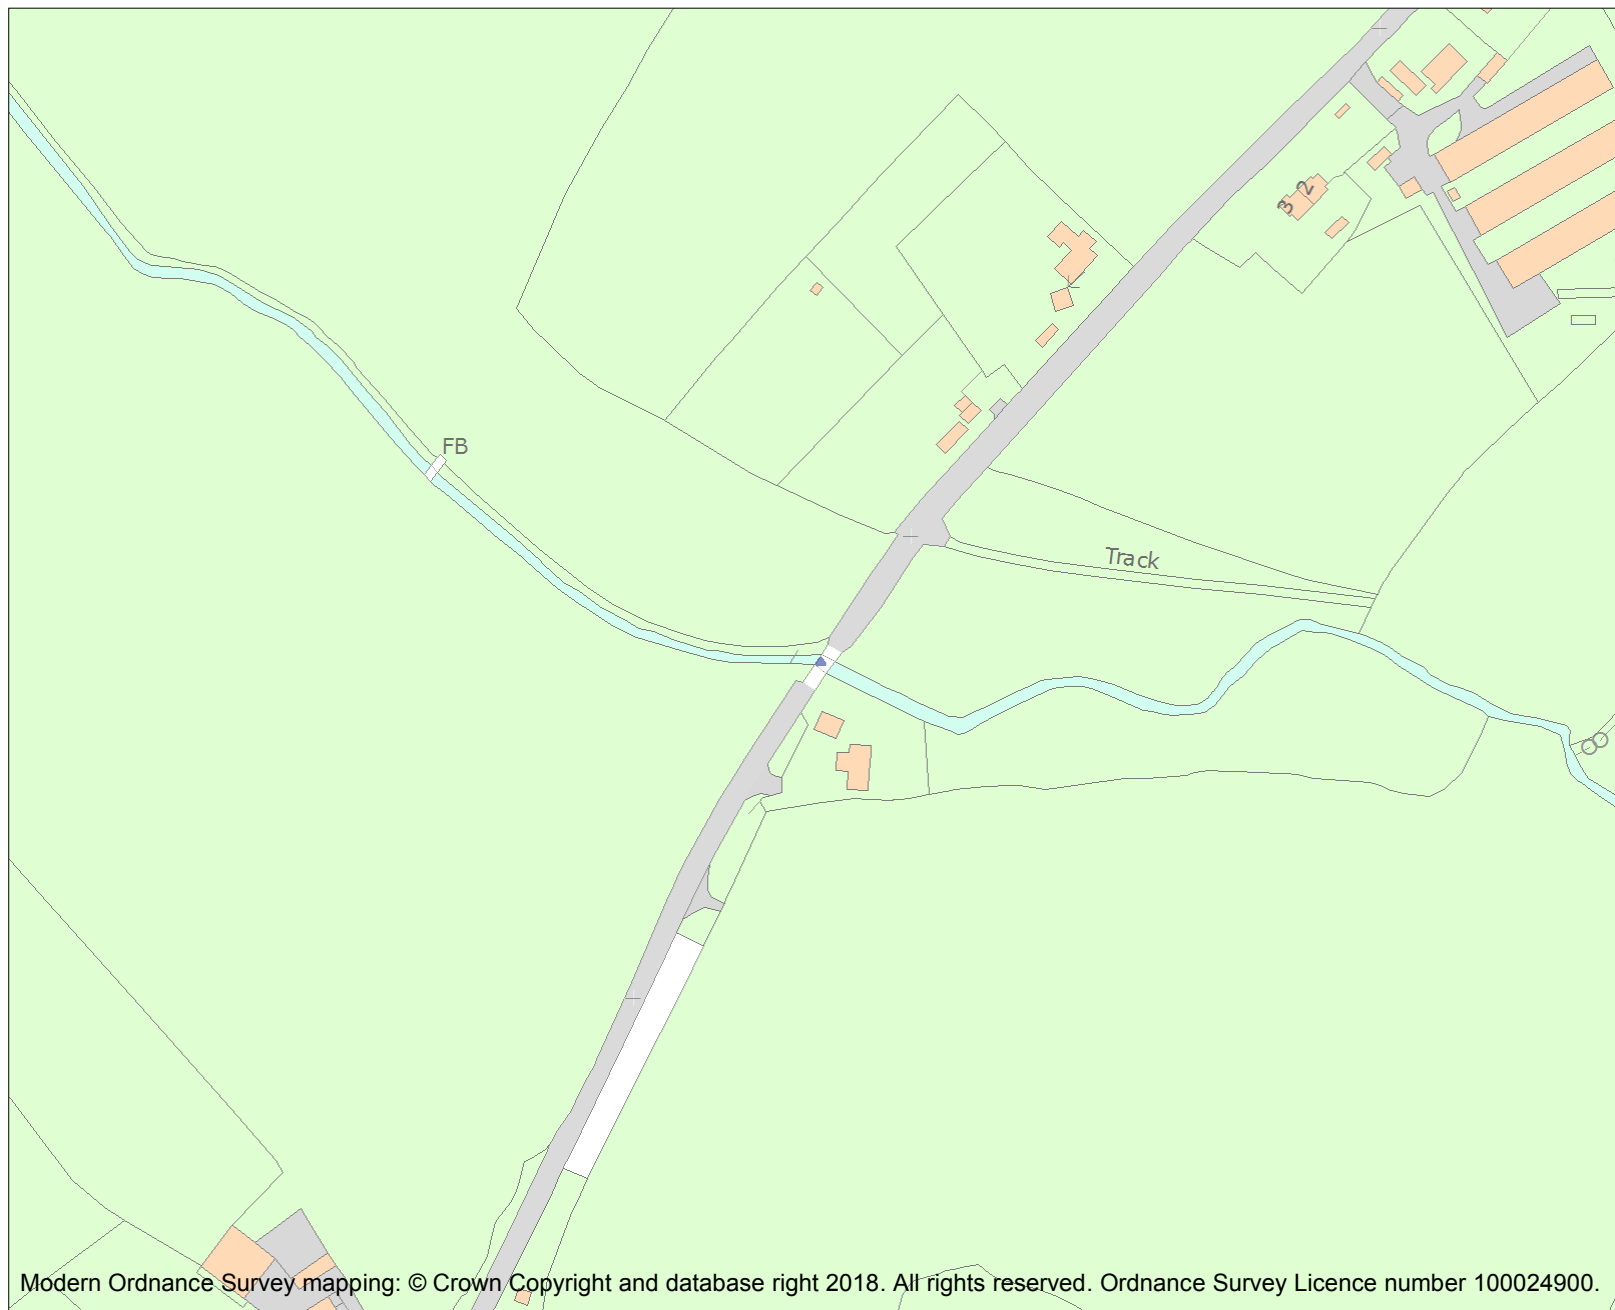 2
3
FB
Track
Modern Ordnance Survey mapping: © Crown Copyright and database right 2018. All rights reserved. Ordnance Survey Licence number 100024900.